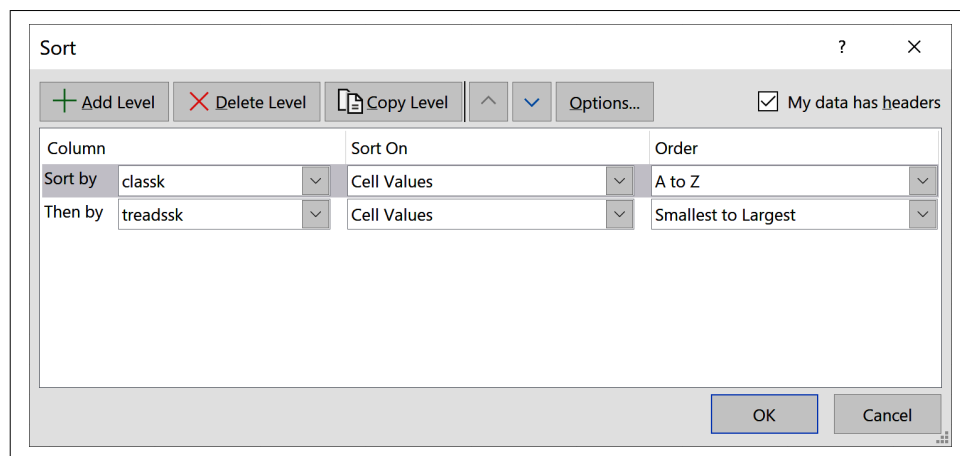 Sort ?
Add Level Delete Level Copy Level Options... My data has headers
Column Sort On Order
Sort by classk Cell Values A to Z
Then by treadssk Cell Values Smallest to Largest
OK Cancel